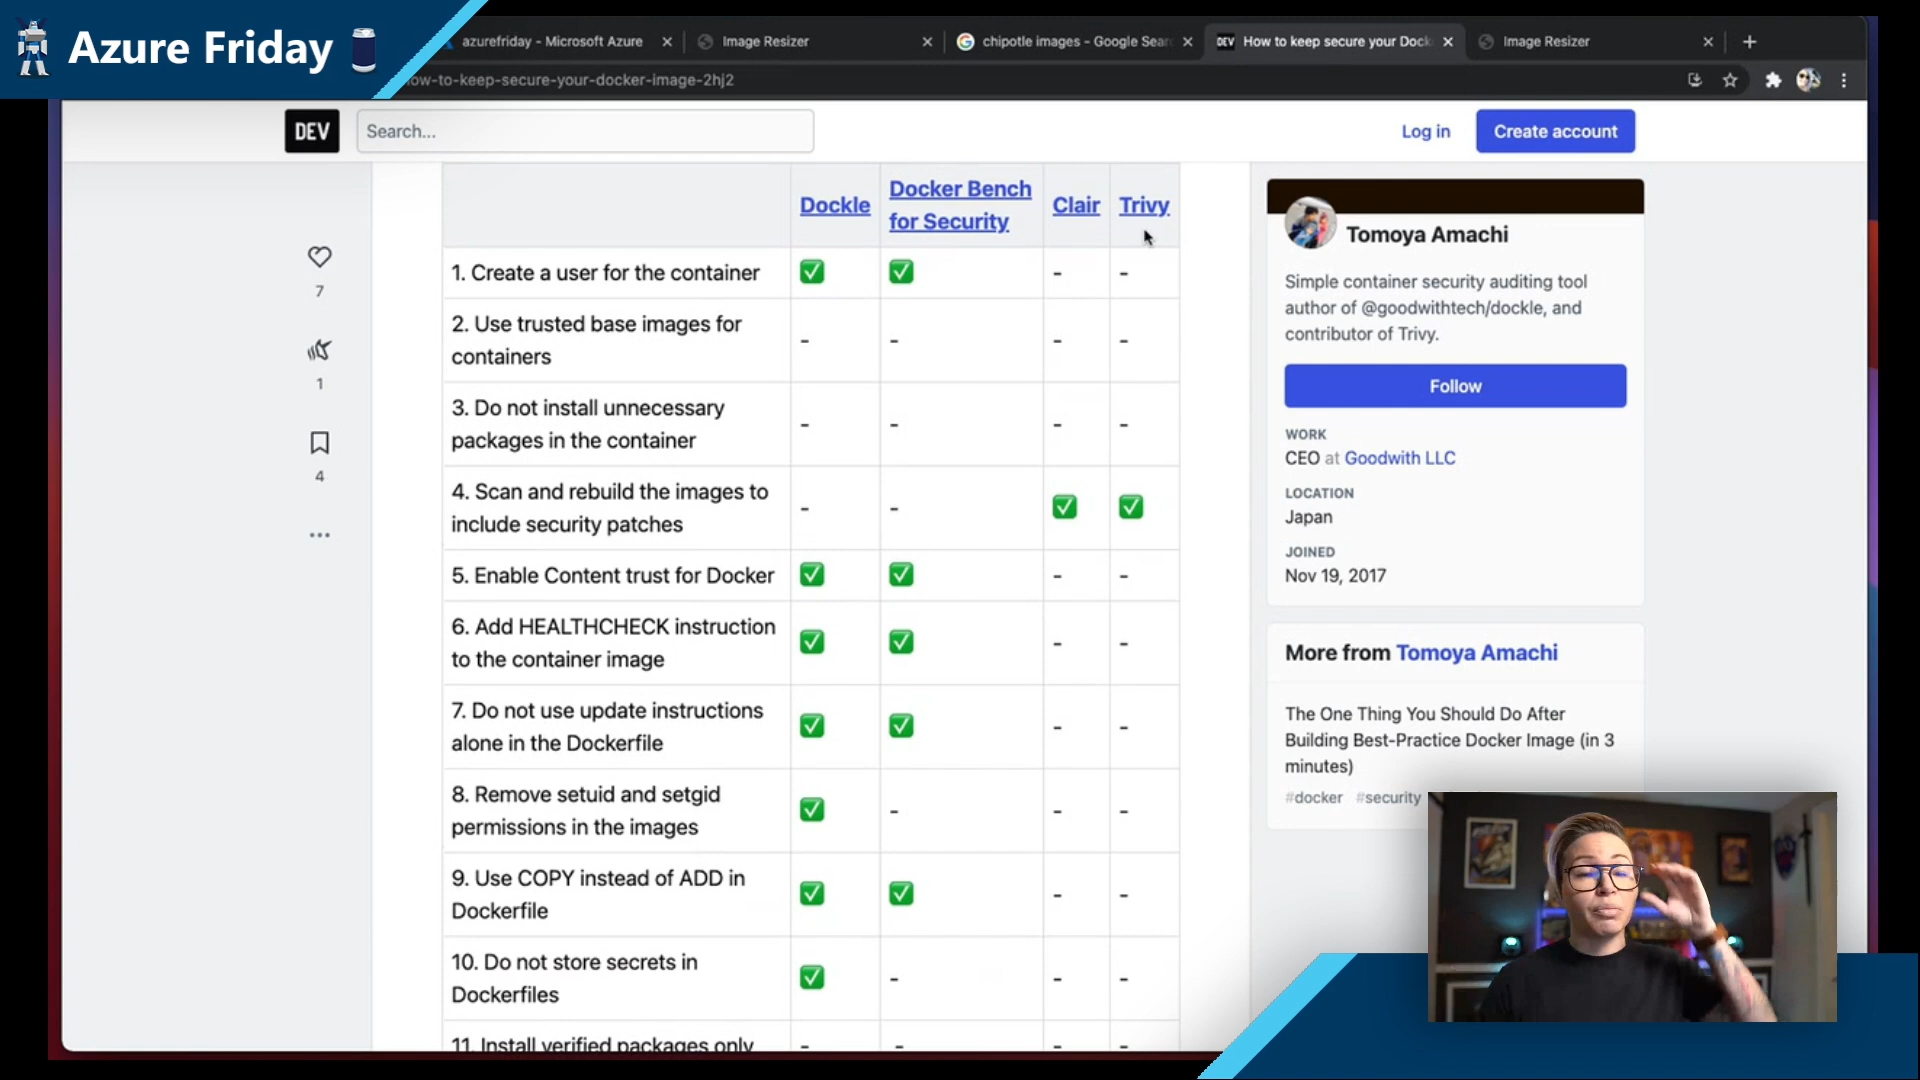 Azure Friday
azurefriday - Microsoft Azure
Image Resizer
chipotle images - Google Sear
DEV How to keep secure your Dock
Image Resizer
ow-to-keep-secure-your-docker-image-2hj2
DEV
Search...
Log in
Create account
7
1
4
Dockle
Docker Bench
for Security
Clair
Trivy
1. Create a user for the container ✅ ✅ - -
2. Use trusted base images for
containers
- - - -
3. Do not install unnecessary
packages in the container
- - - -
4. Scan and rebuild the images to
include security patches
- - ✅ ✅
5. Enable Content trust for Docker ✅ ✅ - -
6. Add HEALTHCHECK instruction
to the container image
✅ ✅ - -
7. Do not use update instructions
alone in the Dockerfile
✅ ✅ - -
8. Remove setuid and setgid
permissions in the images
✅ - - -
9. Use COPY instead of ADD in
Dockerfile
✅ ✅ - -
10. Do not store secrets in
Dockerfiles
✅ - - -
11. Install verified packages only - - - -
Tomoya Amachi
Simple container security auditing tool
author of @goodwithtech/dockle, and
contributor of Trivy.
Follow
WORK
CEO at Goodwith LLC
LOCATION
Japan
JOINED
Nov 19, 2017
More from Tomoya Amachi
The One Thing You Should Do After
Building Best-Practice Docker Image (in 3
minutes)
#docker #security